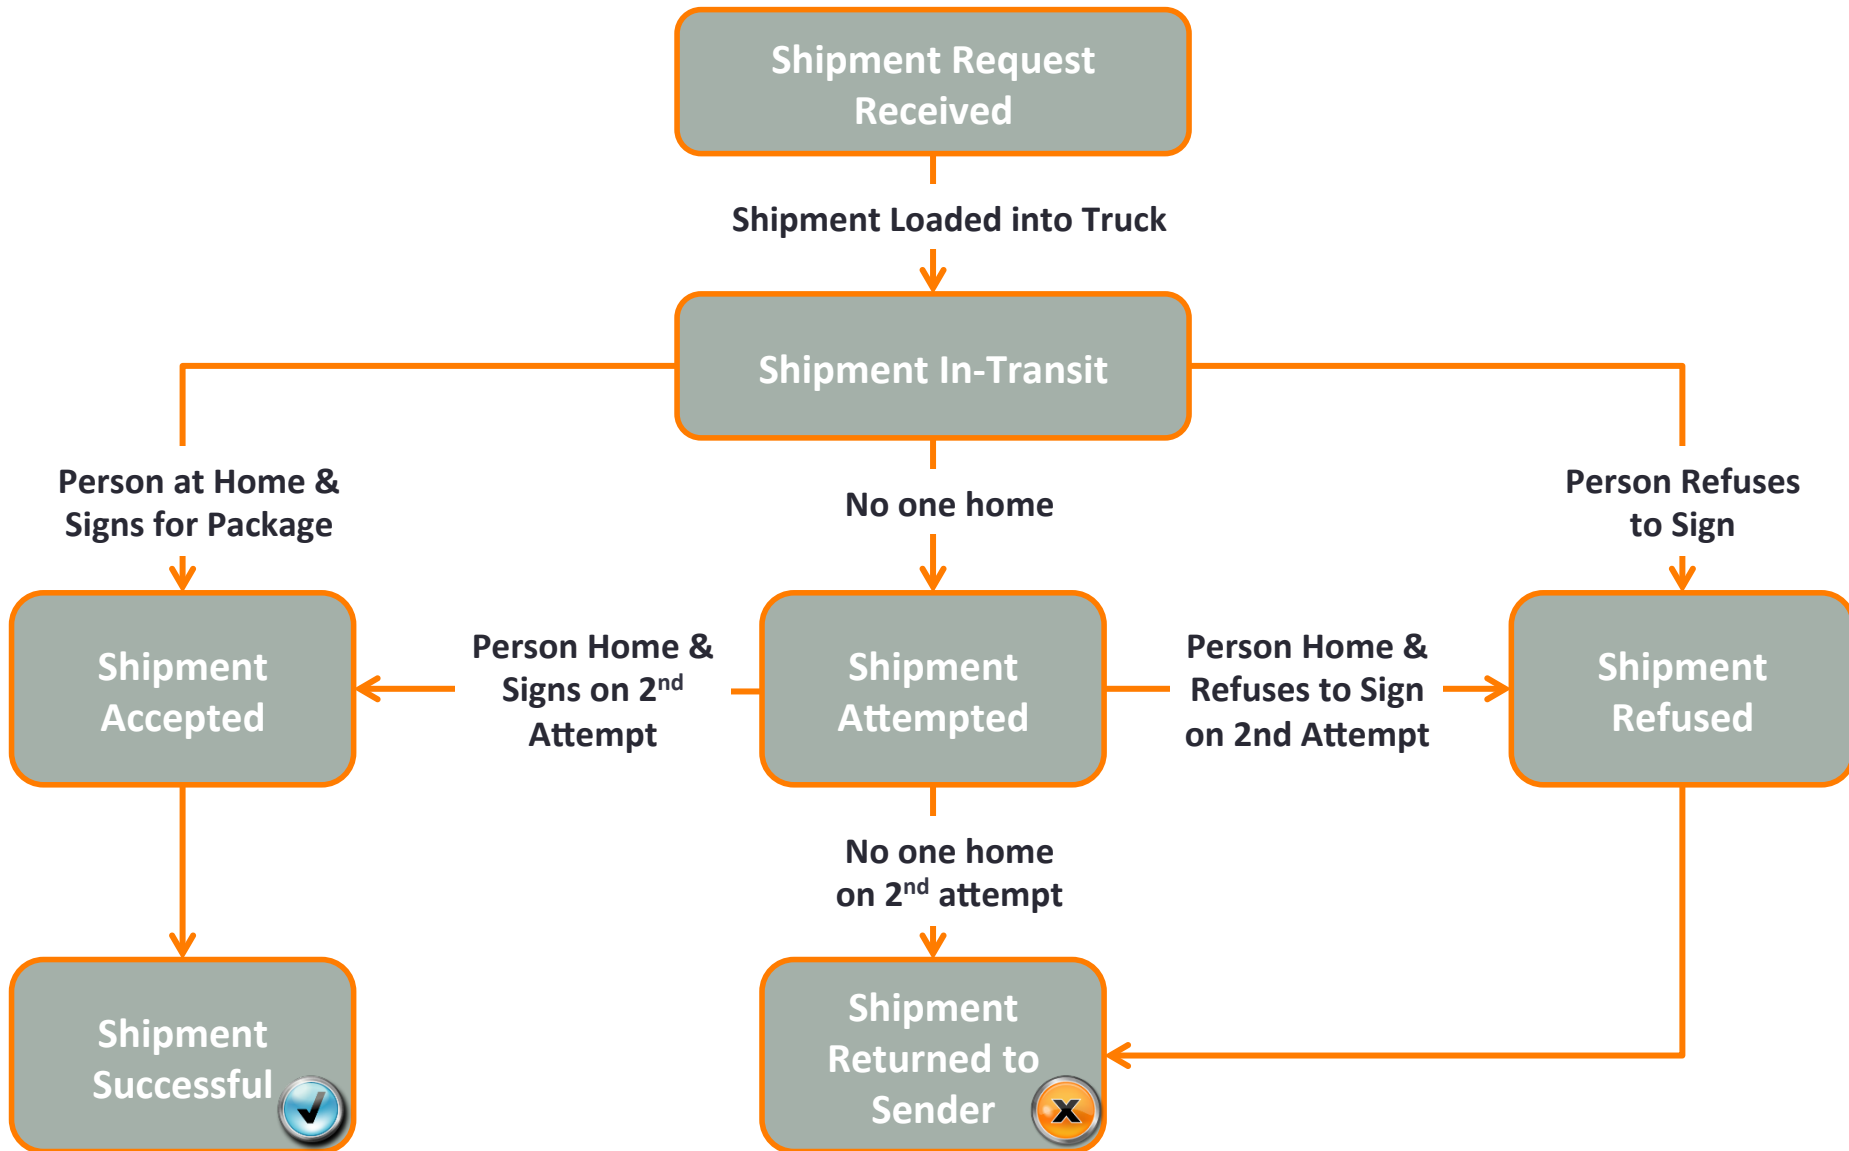 Shipment Request
Received
Shipment Loaded into Truck
Shipment In-Transit
Person at Home &
Signs for Package
No one home
Person Refuses
to Sign
Shipment
Accepted
Person Home &
Signs on 2nd
Attempt
Shipment
Attempted
Person Home &
Refuses to Sign
on 2nd Attempt
Shipment
Refused
No one home
on 2nd attempt
Shipment
Successful
Shipment
Returned to
Sender
X